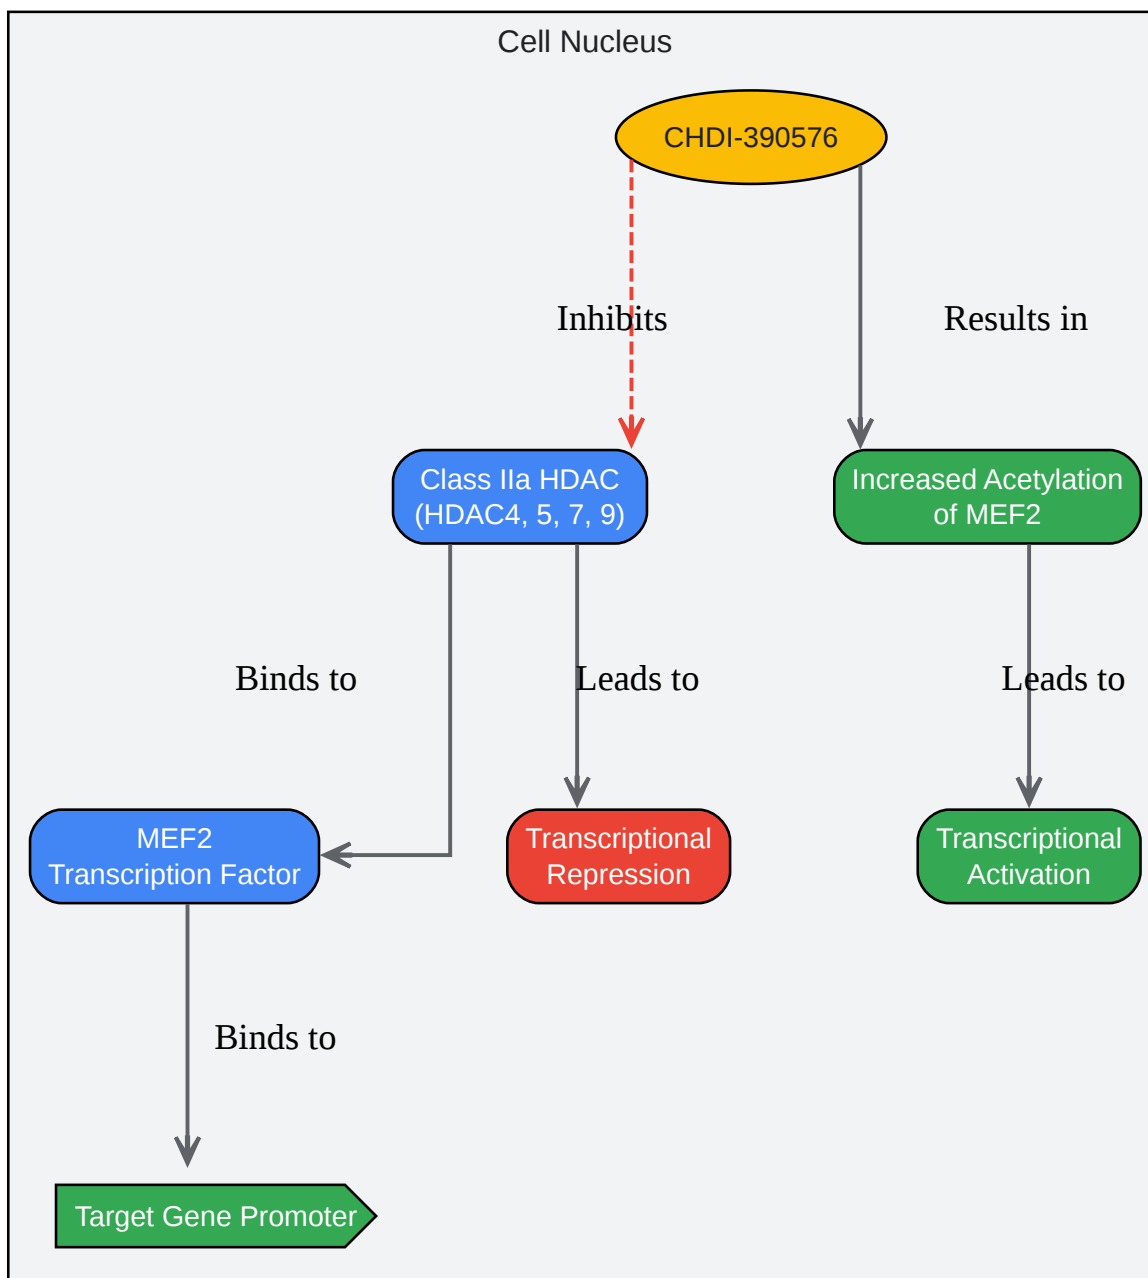 Cell Nucleus
CHDI-390576
Inhibits
Results in
Class IIa HDAC
(HDAC4, 5, 7, 9)
Increased Acetylation
of MEF2
Binds to
Leads to
Leads to
MEF2
Transcription Factor
Transcriptional
Repression
Transcriptional
Activation
Binds to
Target Gene Promoter